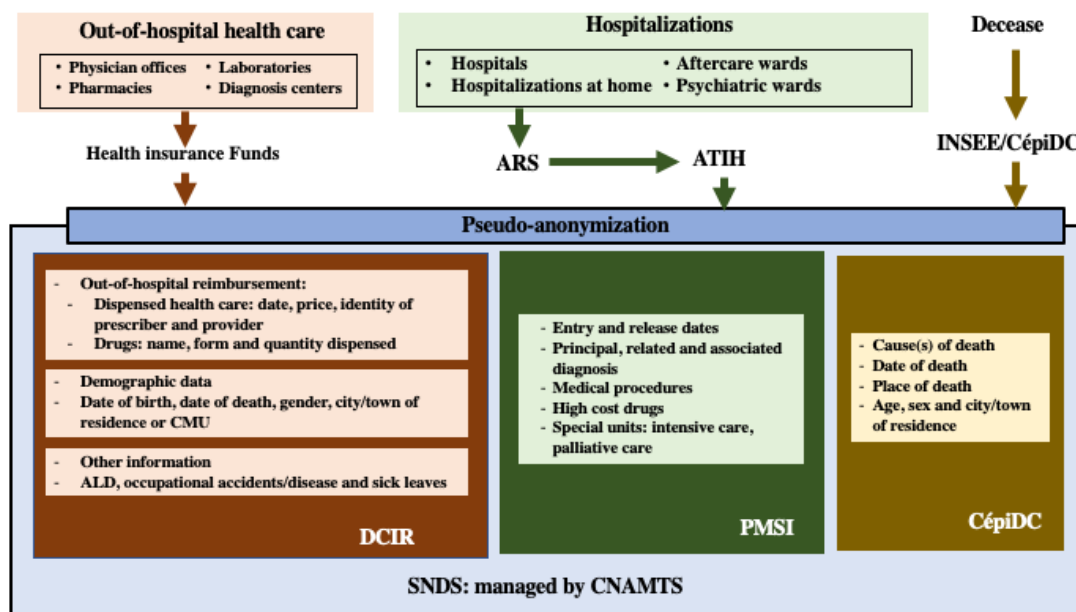 Out-of-hospital health care
• Physician offices • Laboratories
• Pharmacies • Diagnosis centers
Hospitalizations
• Hospitals • Aftercare wards
• Hospitalizations at home • Psychiatric wards
Decease
Health insurance Funds
ARS
ATIH
INSEE/CépiDC
Pseudo-anonymization
- Out-of-hospital reimbursement:
- Dispensed health care: date, price, identity of
prescriber and provider
- Drugs: name, form and quantity dispensed
- Demographic data
- Date of birth, date of death, gender, city/town of
residence or CMU
- Other information
- ALD, occupational accidents/disease and sick leaves
DCIR
- Entry and release dates
- Principal, related and associated
diagnosis
- Medical procedures
- High cost drugs
- Special units: intensive care,
palliative care
PMSI
- Cause(s) of death
- Date of death
- Place of death
- Age, sex and city/town
of residence
CépiDC
SNDS: managed by CNAMTS